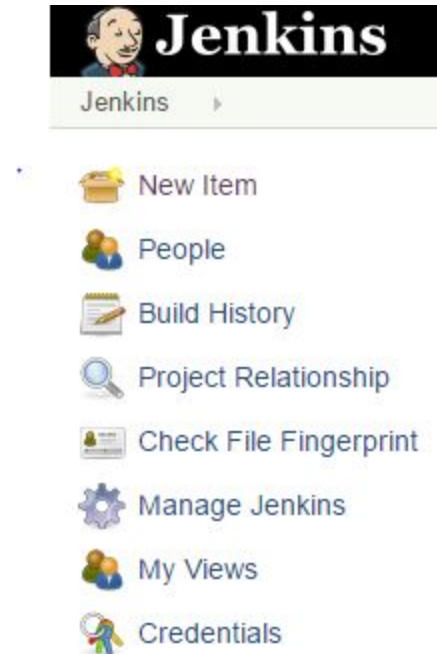 Jenkins
Jenkins
New Item
People
Build History
Project Relationship
Check File Fingerprint
Manage Jenkins
My Views
Credentials